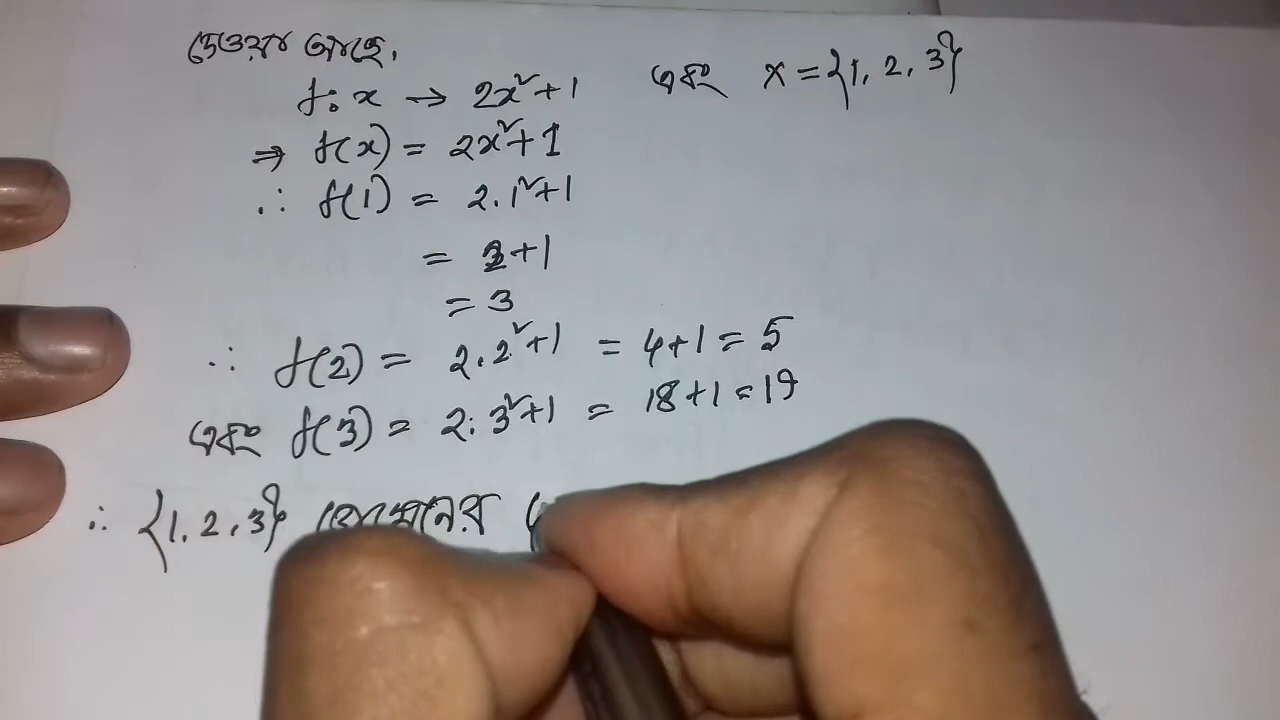 দেওয়া আছে,
f: x → 2x²+1 এবং x = {1, 2, 3}
⇒ f(x) = 2x²+1
∴ f(1) = 2.1²+1
= 2+1
= 3
∴ f(2) = 2.2²+1 = 4+1 = 5
এবং f(3) = 2.3²+1 = 18+1 = 19
∴ {1, 2, 3} ডোমেনের